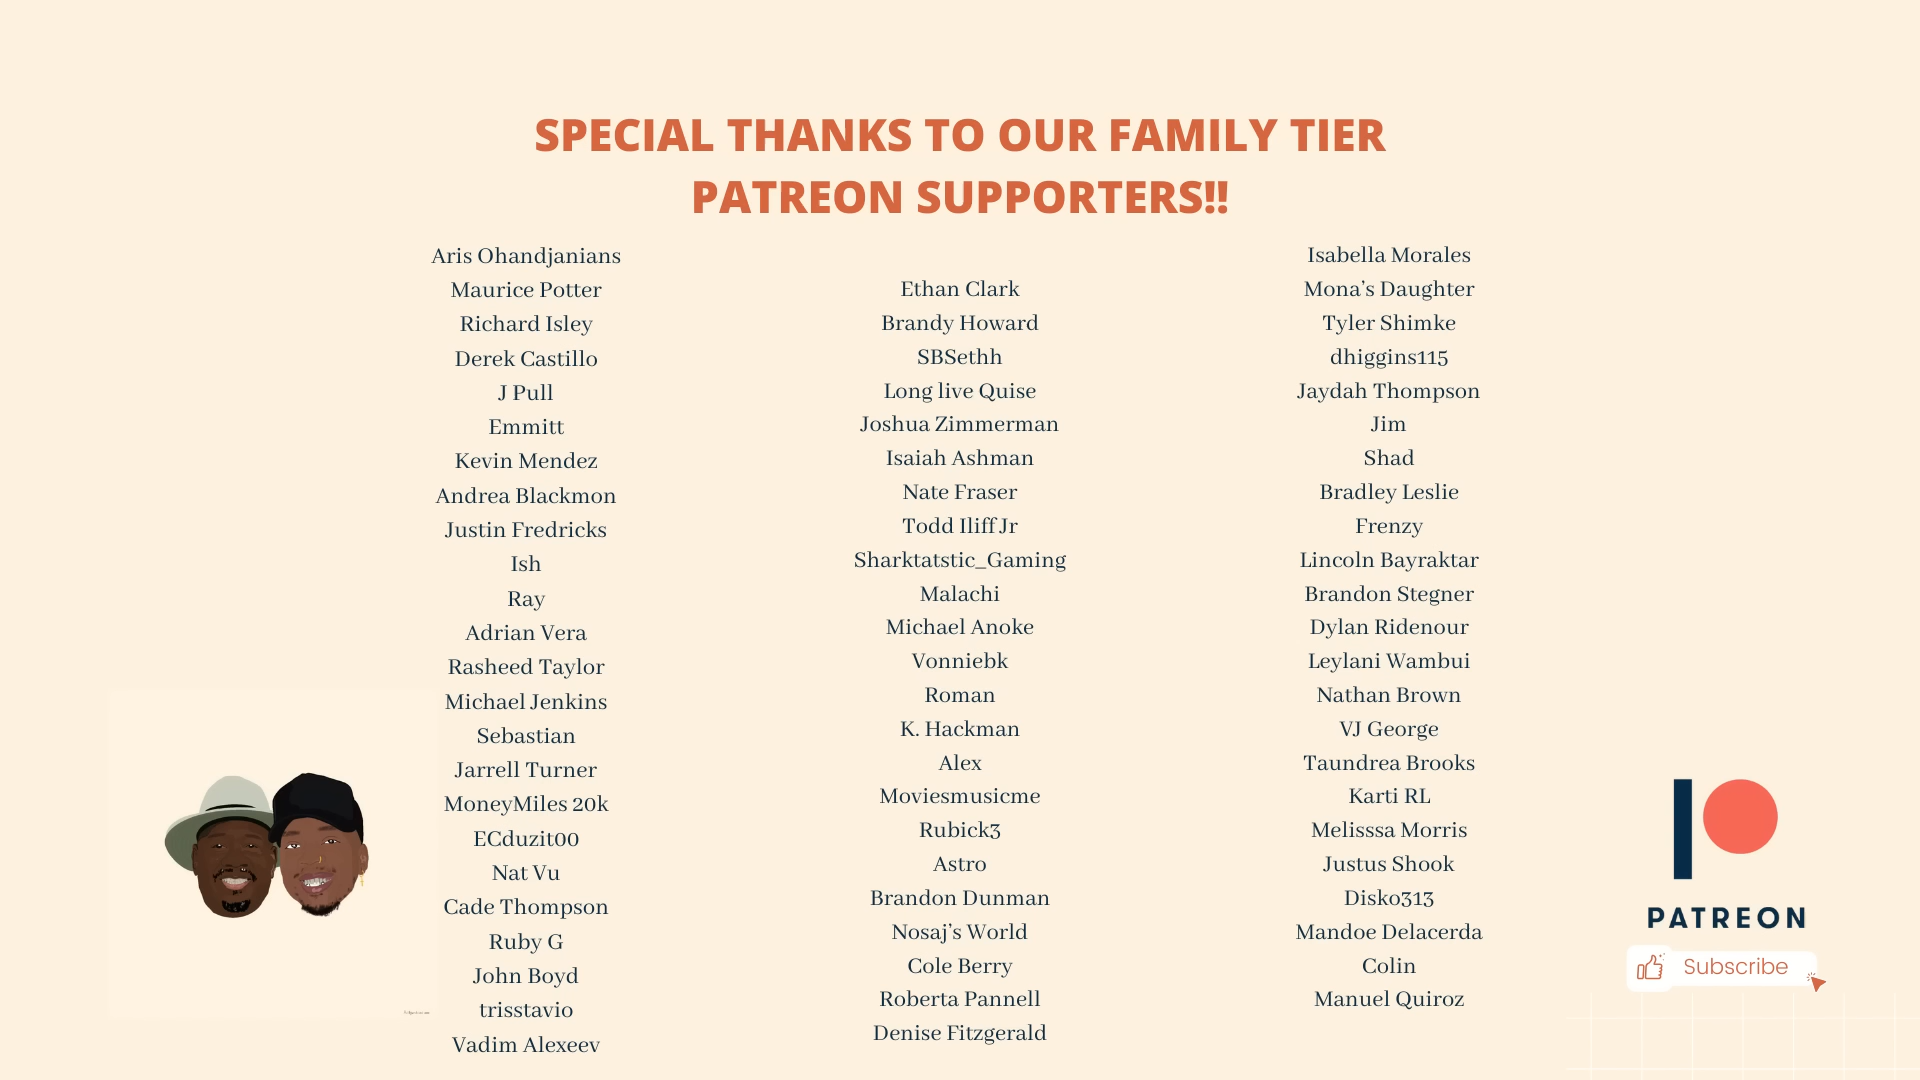 SPECIAL THANKS TO OUR FAMILY TIER
PATREON SUPPORTERS!!
Aris Ohandjanians
Maurice Potter
Richard Isley
Derek Castillo
J Pull
Emmitt
Kevin Mendez
Andrea Blackmon
Justin Fredricks
Ish
Ray
Adrian Vera
Rasheed Taylor
Michael Jenkins
Sebastian
Jarrell Turner
MoneyMiles 20k
ECduzit00
Nat Vu
Cade Thompson
Ruby G
John Boyd
trisstavio
Vadim Alexeev
Ethan Clark
Brandy Howard
SBSethh
Long live Quise
Joshua Zimmerman
Isaiah Ashman
Nate Fraser
Todd Iliff Jr
Sharktatstic_Gaming
Malachi
Michael Anoke
Vonniebk
Roman
K. Hackman
Alex
Moviesmusicme
Rubick3
Astro
Brandon Dunman
Nosaj's World
Cole Berry
Roberta Pannell
Denise Fitzgerald
Isabella Morales
Mona's Daughter
Tyler Shimke
dhiggins115
Jaydah Thompson
Jim
Shad
Bradley Leslie
Frenzy
Lincoln Bayraktar
Brandon Stegner
Dylan Ridenour
Leylani Wambui
Nathan Brown
VJ George
Taundrea Brooks
Karti RL
Melisssa Morris
Justus Shook
Disko313
Mandoe Delacerda
Colin
Manuel Quiroz
PATREON
Subscribe